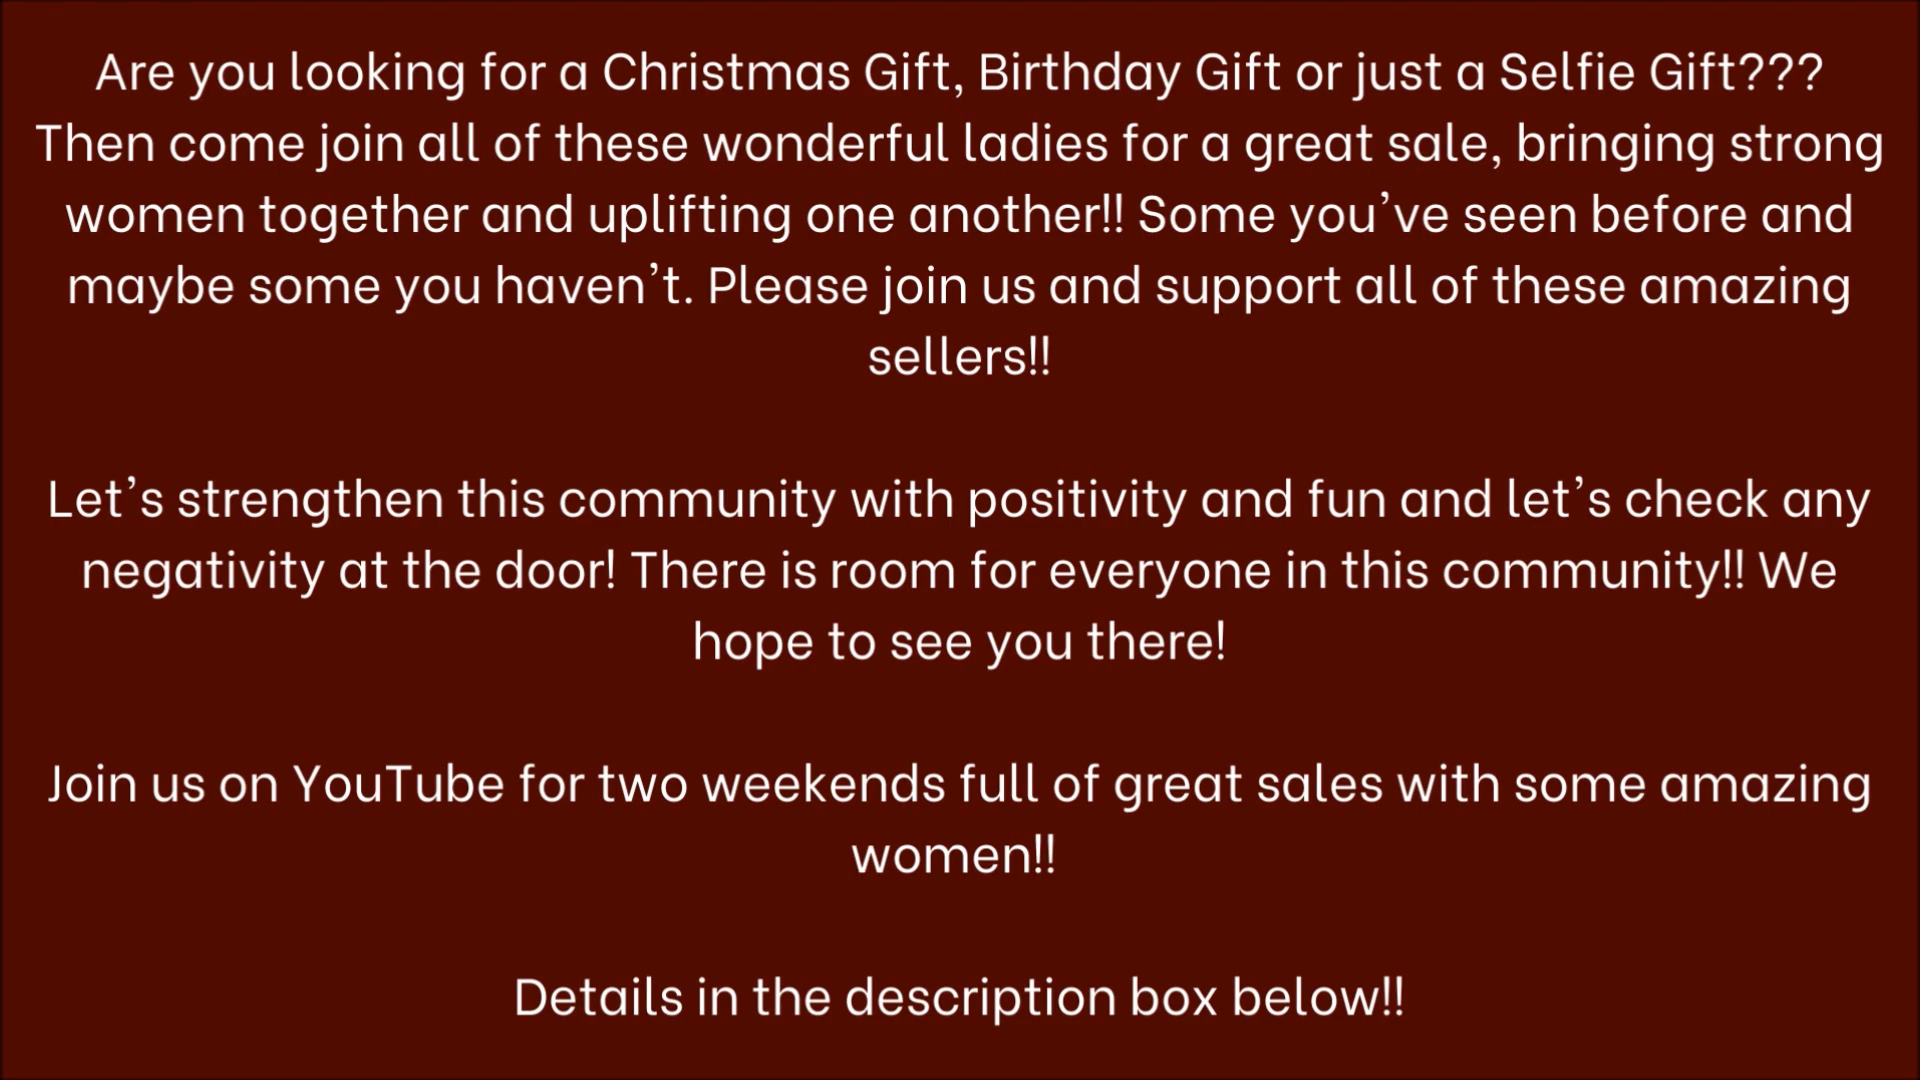 Are you looking for a Christmas Gift, Birthday Gift or just a Selfie Gift???
Then come join all of these wonderful ladies for a great sale, bringing strong
women together and uplifting one another!! Some you've seen before and
maybe some you haven't. Please join us and support all of these amazing
sellers!!
Let's strengthen this community with positivity and fun and let's check any
negativity at the door! There is room for everyone in this community!! We
hope to see you there!
Join us on YouTube for two weekends full of great sales with some amazing
women!!
Details in the description box below!!